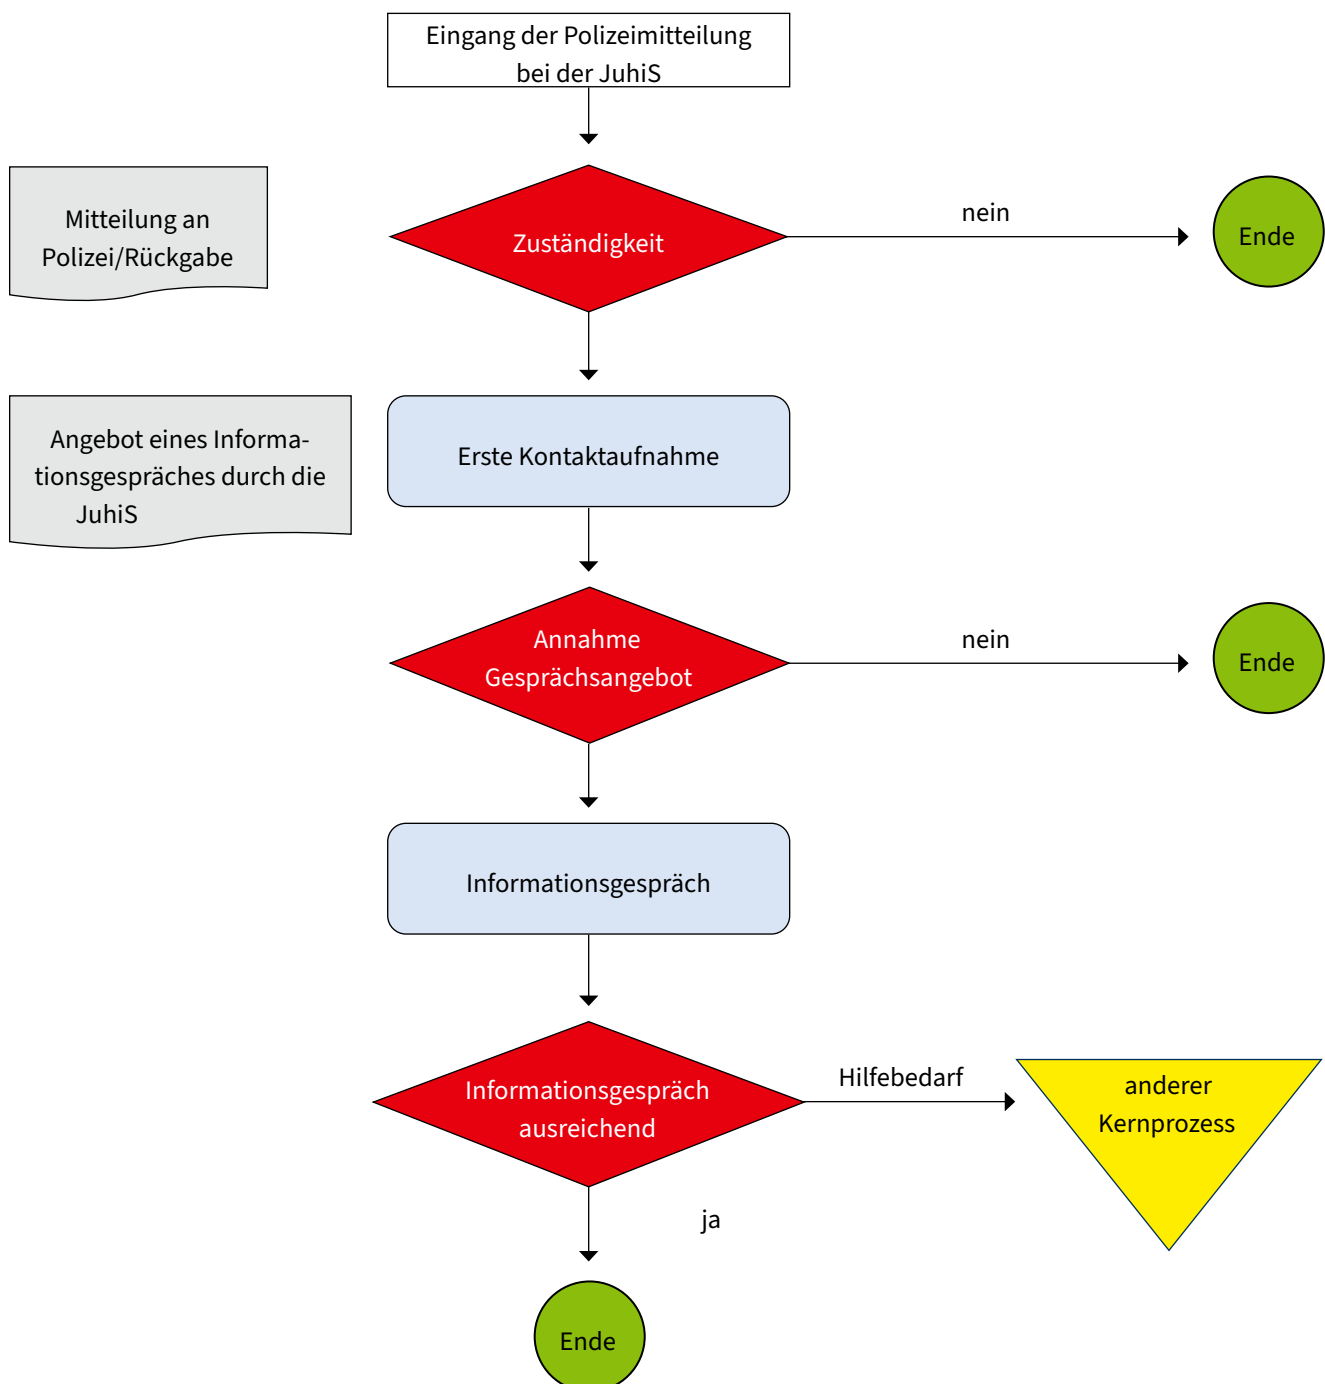 Eingang der Polizeimitteilung
bei der JuhiS
Mitteilung an
Polizei/Rückgabe
Zuständigkeit
nein
Ende
Angebot eines Informa-
tionsgespräches durch die
JuhiS
Erste Kontaktaufnahme
Annahme
Gesprächsangebot
nein
Ende
Informationsgespräch
Informationsgespräch
ausreichend
Hilfebedarf
anderer
Kernprozess
ja
Ende